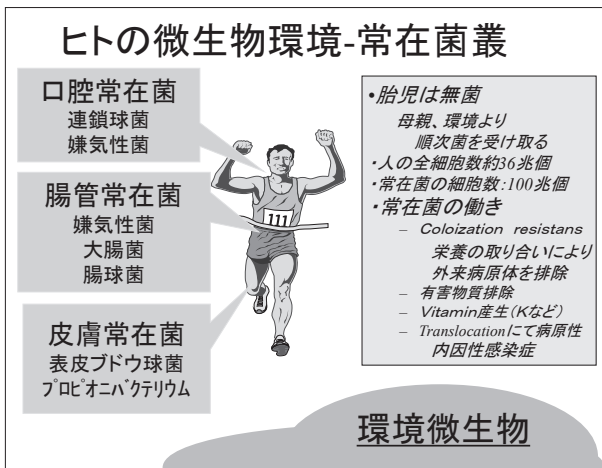 ヒトの微生物環境-常在菌叢
口腔常在菌
連鎖球菌
嫌気性菌
腸管常在菌
嫌気性菌
大腸菌
腸球菌
皮膚常在菌
表皮ブドウ球菌
プロピオニバクテリウム
111
•胎児は無菌
母親、環境より
順次菌を受け取る
・人の全細胞数約36兆個
・常在菌の細胞数:100兆個
・常在菌の働き
– Coloization resistans
栄養の取り合いにより
外来病原体を排除
– 有害物質排除
– Vitamin産生(Kなど)
– Translocationにて病原性
内因性感染症
環境微生物